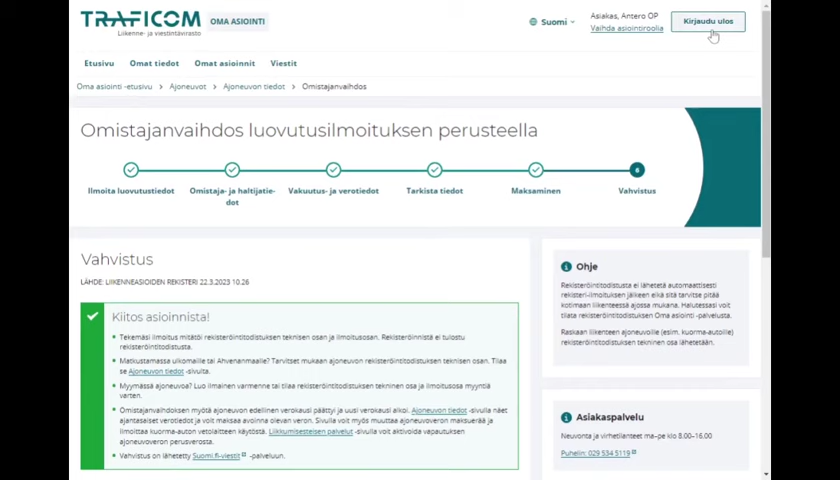 TRAFICOM
Liikenne- ja viestintävirasto
OMA ASIOINTI
Suomi
Asiakas, Antero OP
Vaihda asiointiroolia
Kirjaudu ulos
Etusivu Omat tiedot Omat asioinnit Viestit
Oma asiointi -etusivu > Ajoneuvot > Ajoneuvon tiedot > Omistajanvaihdos
Omistajanvaihdos luovutusilmoituksen perusteella
6
Ilmoita luovutustiedot
Omistaja- ja haltijatie-
dot
Vakuutus- ja verotiedot
Tarkista tiedot
Maksaminen
Vahvistus
Vahvistus
LÄHDE: LIIKENNEASIOIDEN REKISTERI 22.3.2023 10.26
Kiitos asioinnista!
Tekemäsi ilmoitus mitätöi rekisteröintitodistuksen teknisen osan ja ilmoitusosan. Rekisteröinnistä ei tulostu
rekisteröintitodistusta.
Matkustamassa ulkomaille tai Ahvenanmaalle? Tarvitset mukaan ajoneuvon rekisteröintitodistuksen teknisen osan. Tilaa
se Ajoneuvon tiedot -sivulta.
Myymässä ajoneuvoa? Luo ilmainen varmenne tai tilaa rekisteröintitodistuksen tekninen osa ja ilmoitusosa myyntiä
varten.
Omistajanvaihdoksen myötä ajoneuvon edellinen verokausi päättyi ja uusi verokausi alkoi. Ajoneuvon tiedot -sivulla näet
ajantasaiset verotiedot ja voit maksaa avoinna olevan veron. Sivulla voit myös muuttaa ajoneuvoveron maksuerää ja
ilmoittaa kuorma-auton vetolaitteen käytöstä. Liikkumisesteisen palvelut -sivulla voit aktivoida vapautuksen
ajoneuvoveron perusverosta.
Vahvistus on lähetetty Suomi.fi-viestit -palveluun.
Ohje
Rekisteröintitodistusta ei lähetetä automaattisesti
rekisteri-ilmoituksen jälkeen eikä sitä tarvitse pitää
kotimaan liikenteessä ajossa mukana. Halutessasi voit
tilata rekisteröintitodistuksen Oma asiointi -palvelusta.
Raskaan liikenteen ajoneuvoille (esim. kuorma-autoille)
rekisteröintitodistuksen tekninen osa lähetetään.
Asiakaspalvelu
Neuvonta ja virhetilanteet ma–pe klo 8.00–16.00
Puhelin: 029 534 5119